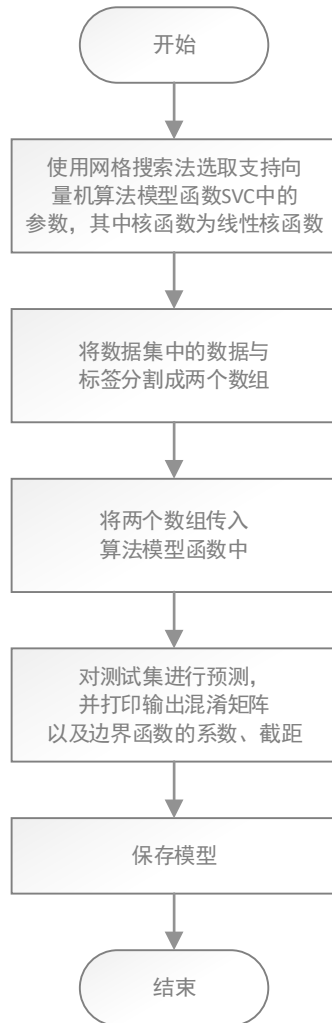 开始
使用网格搜索法选取支持向
量机算法模型函数SVC中的
参数，其中核函数为线性核函数
将数据集中的数据与
标签分割成两个数组
将两个数组传入
算法模型函数中
对测试集进行预测，
并打印输出混淆矩阵
以及边界函数的系数、截距
保存模型
结束